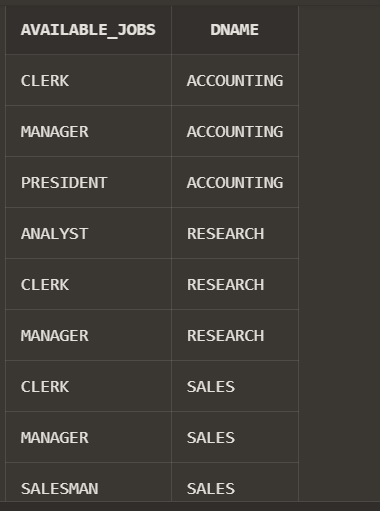 AVAILABLE_JOBS DNAME
CLERK ACCOUNTING
MANAGER ACCOUNTING
PRESIDENT ACCOUNTING
ANALYST RESEARCH
CLERK RESEARCH
MANAGER RESEARCH
CLERK SALES
MANAGER SALES
SALESMAN SALES